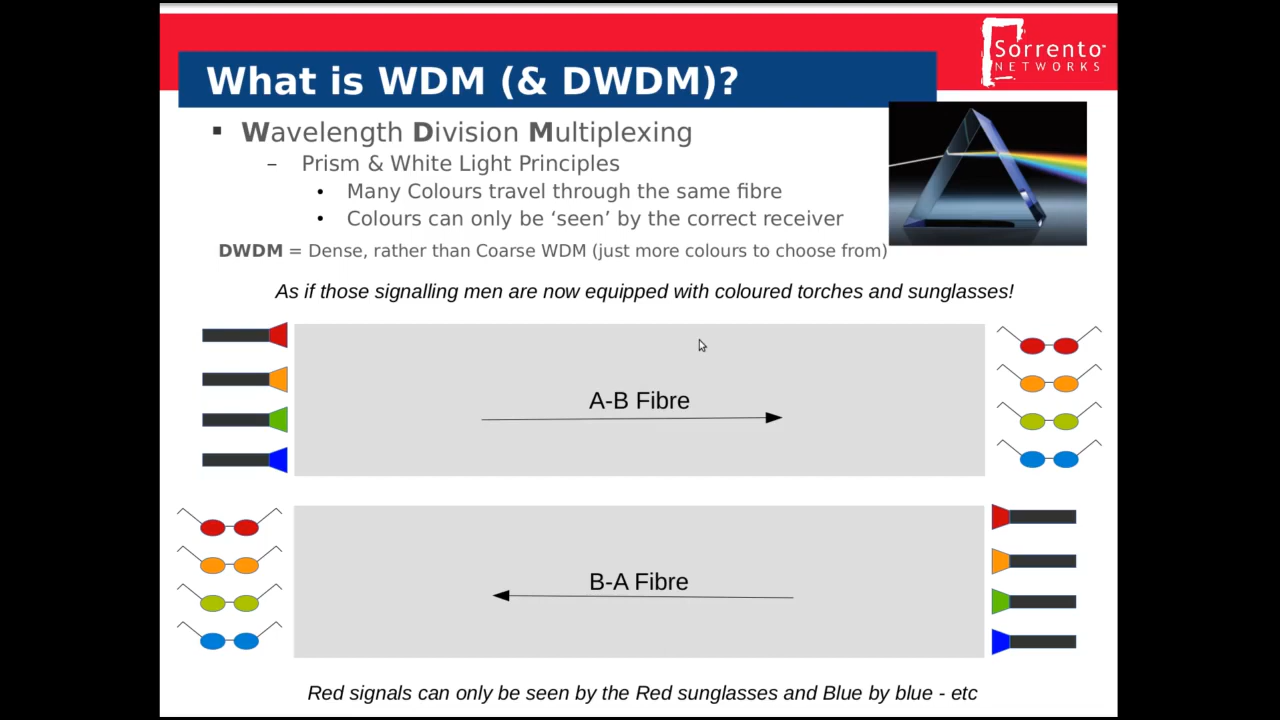 Sorrento
NETWORKS
What is WDM (& DWDM)?
▪ Wavelength Division Multiplexing
– Prism & White Light Principles
• Many Colours travel through the same fibre
• Colours can only be ‘seen’ by the correct receiver
DWDM = Dense, rather than Coarse WDM (just more colours to choose from)
As if those signalling men are now equipped with coloured torches and sunglasses!
A-B Fibre
B-A Fibre
Red signals can only be seen by the Red sunglasses and Blue by blue - etc